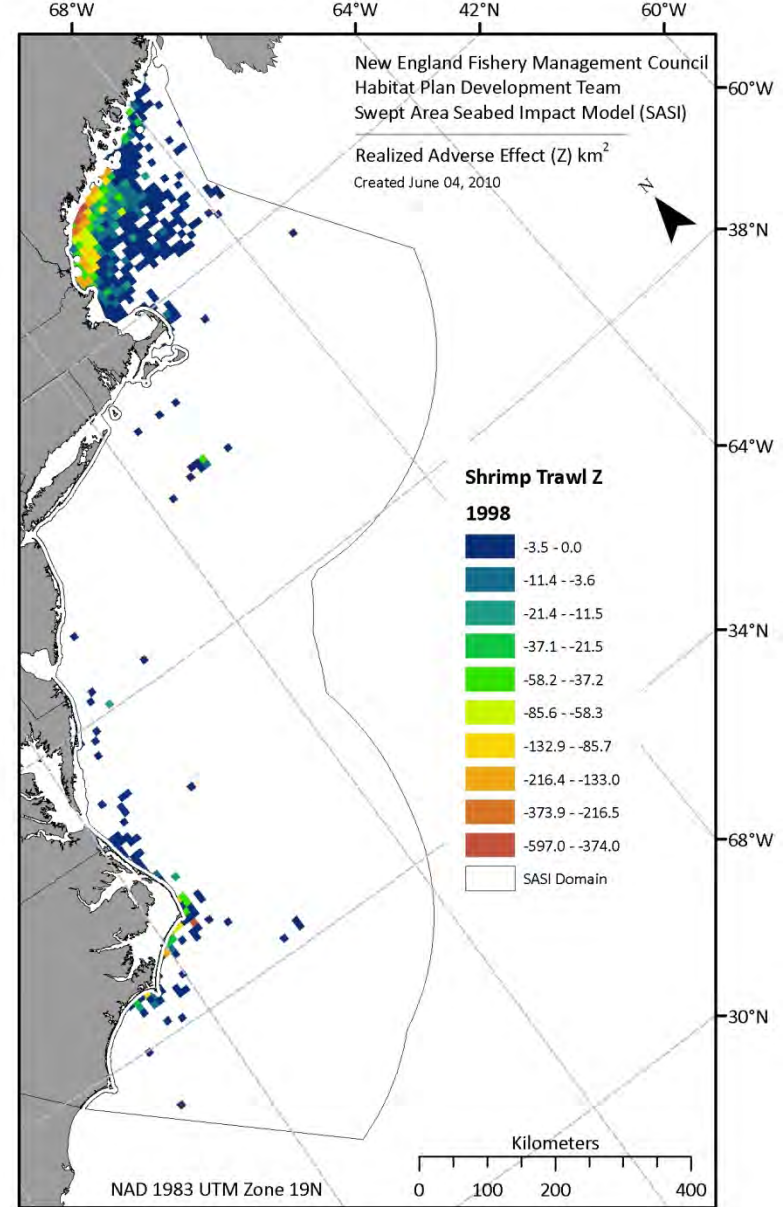 68°W 64°W 42°N 60°W
New England Fishery Management Council
Habitat Plan Development Team
Swept Area Seabed Impact Model (SASI)
Realized Adverse Effect (Z) km²
Created June 04, 2010
N
60°W
38°N
64°W
34°N
68°W
30°N
Shrimp Trawl Z
1998
-3.5 - 0.0
-11.4 - -3.6
-21.4 - -11.5
-37.1 - -21.5
-58.2 - -37.2
-85.6 - -58.3
-132.9 - -85.7
-216.4 - -133.0
-373.9 - -216.5
-597.0 - -374.0
SASI Domain
Kilometers
0 100 200 300 400
NAD 1983 UTM Zone 19N